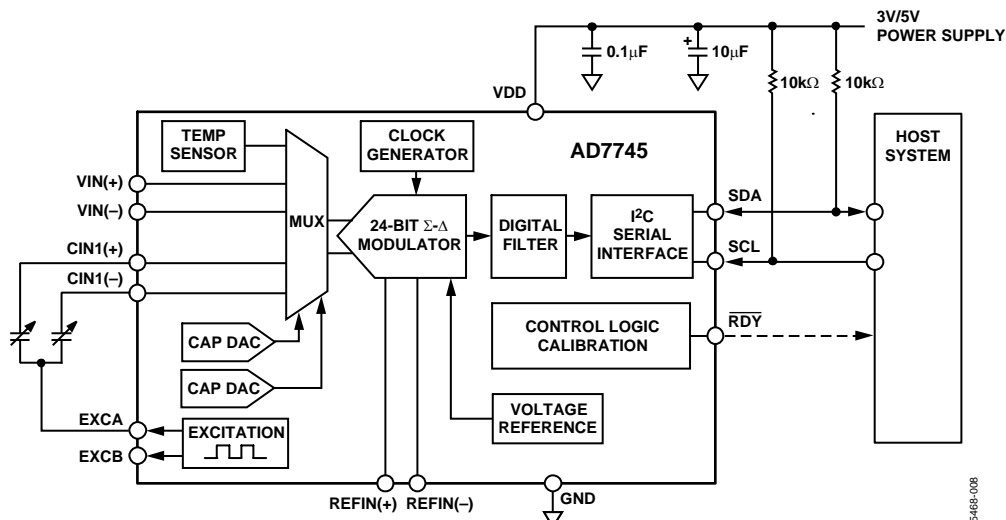 3V/5V
POWER SUPPLY
0.1µF
+
10µF
10kΩ
10kΩ
VDD
HOST
SYSTEM
TEMP
SENSOR
CLOCK
GENERATOR
AD7745
VIN(+)
VIN(–)
MUX
24-BIT Σ-Δ
MODULATOR
DIGITAL
FILTER
I²C
SERIAL
INTERFACE
SDA
SCL
CIN1(+)
CIN1(–)
CAP DAC
CAP DAC
CONTROL LOGIC
CALIBRATION
RDY
VOLTAGE
REFERENCE
EXCA
EXCB
EXCITATION
REFIN(+) REFIN(–)
GND
5468-008